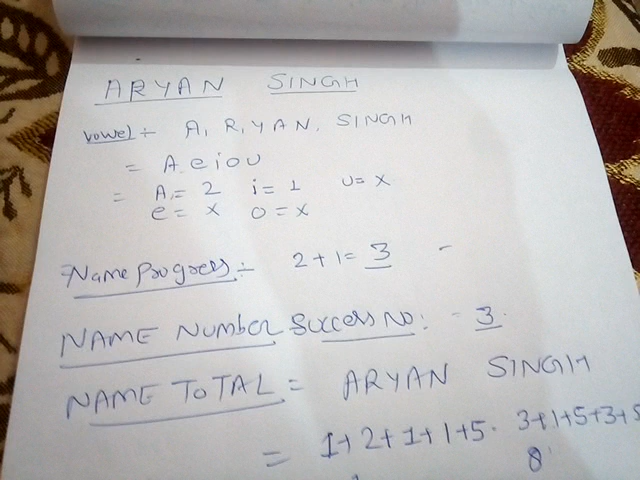 ARYAN SINGH
Vowel ÷ A, R, Y AN, SINGH
= A e i o u
= A = 2 i = 1 U = X
e = X o = X
Name Progress ÷ 2 + 1 = 3
NAME NUMBER SUCCESS NO: = 3.
NAME TOTAL = ARYAN SINGH
= 1+2+1+1+5. 3+1+5+3+5
8